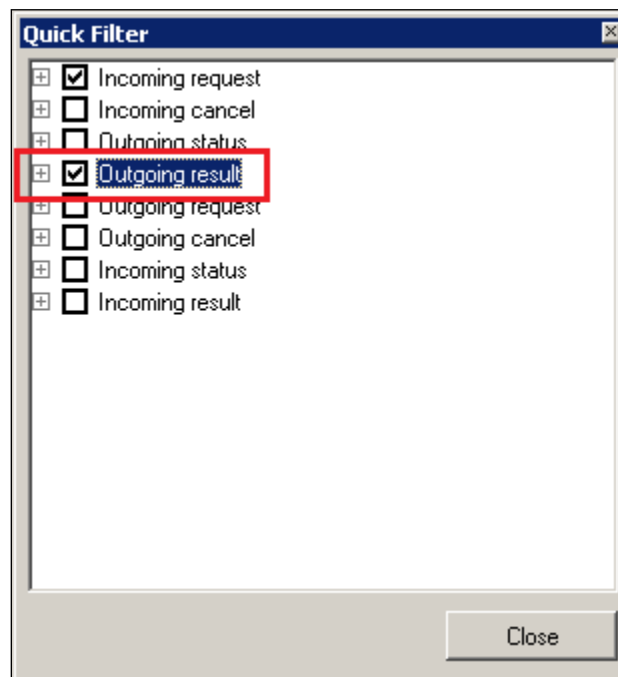 Quick Filter
Incoming request
Incoming cancel
Outgoing status
Outgoing result
Outgoing request
Outgoing cancel
Incoming status
Incoming result
Close